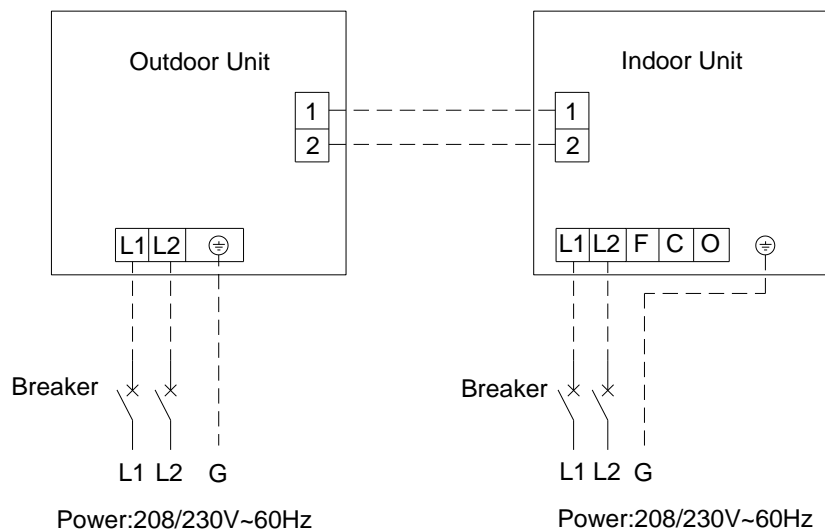 Outdoor Unit
1
2
L1 L2
Breaker
L1 L2 G
Power:208/230V~60Hz
Indoor Unit
1
2
L1 L2 F C O
Breaker
L1 L2 G
Power:208/230V~60Hz